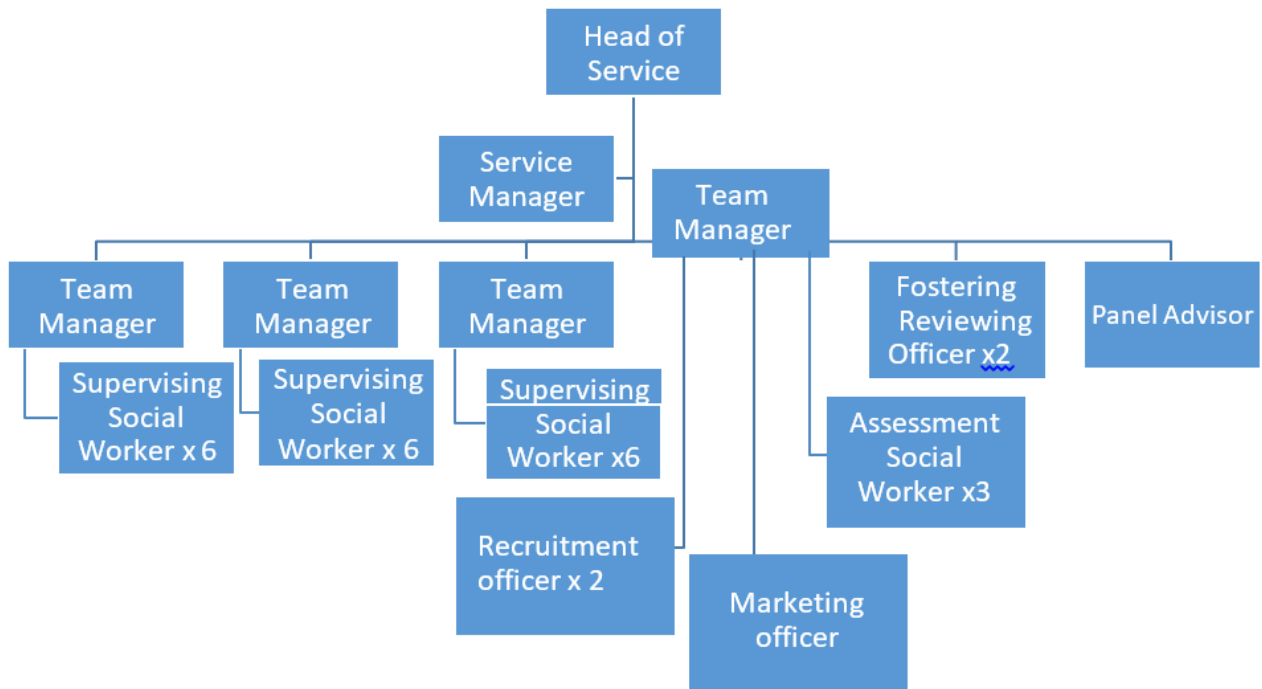 Head of
Service
Service
Manager
Team
Manager
Team
Manager
Team
Manager
Team
Manager
Fostering
Reviewing
Officer x2
Panel Advisor
Supervising
Social
Worker x 6
Supervising
Social
Worker x 6
Supervising
Social
Worker x6
Assessment
Social
Worker x3
Recruitment
officer x 2
Marketing
officer